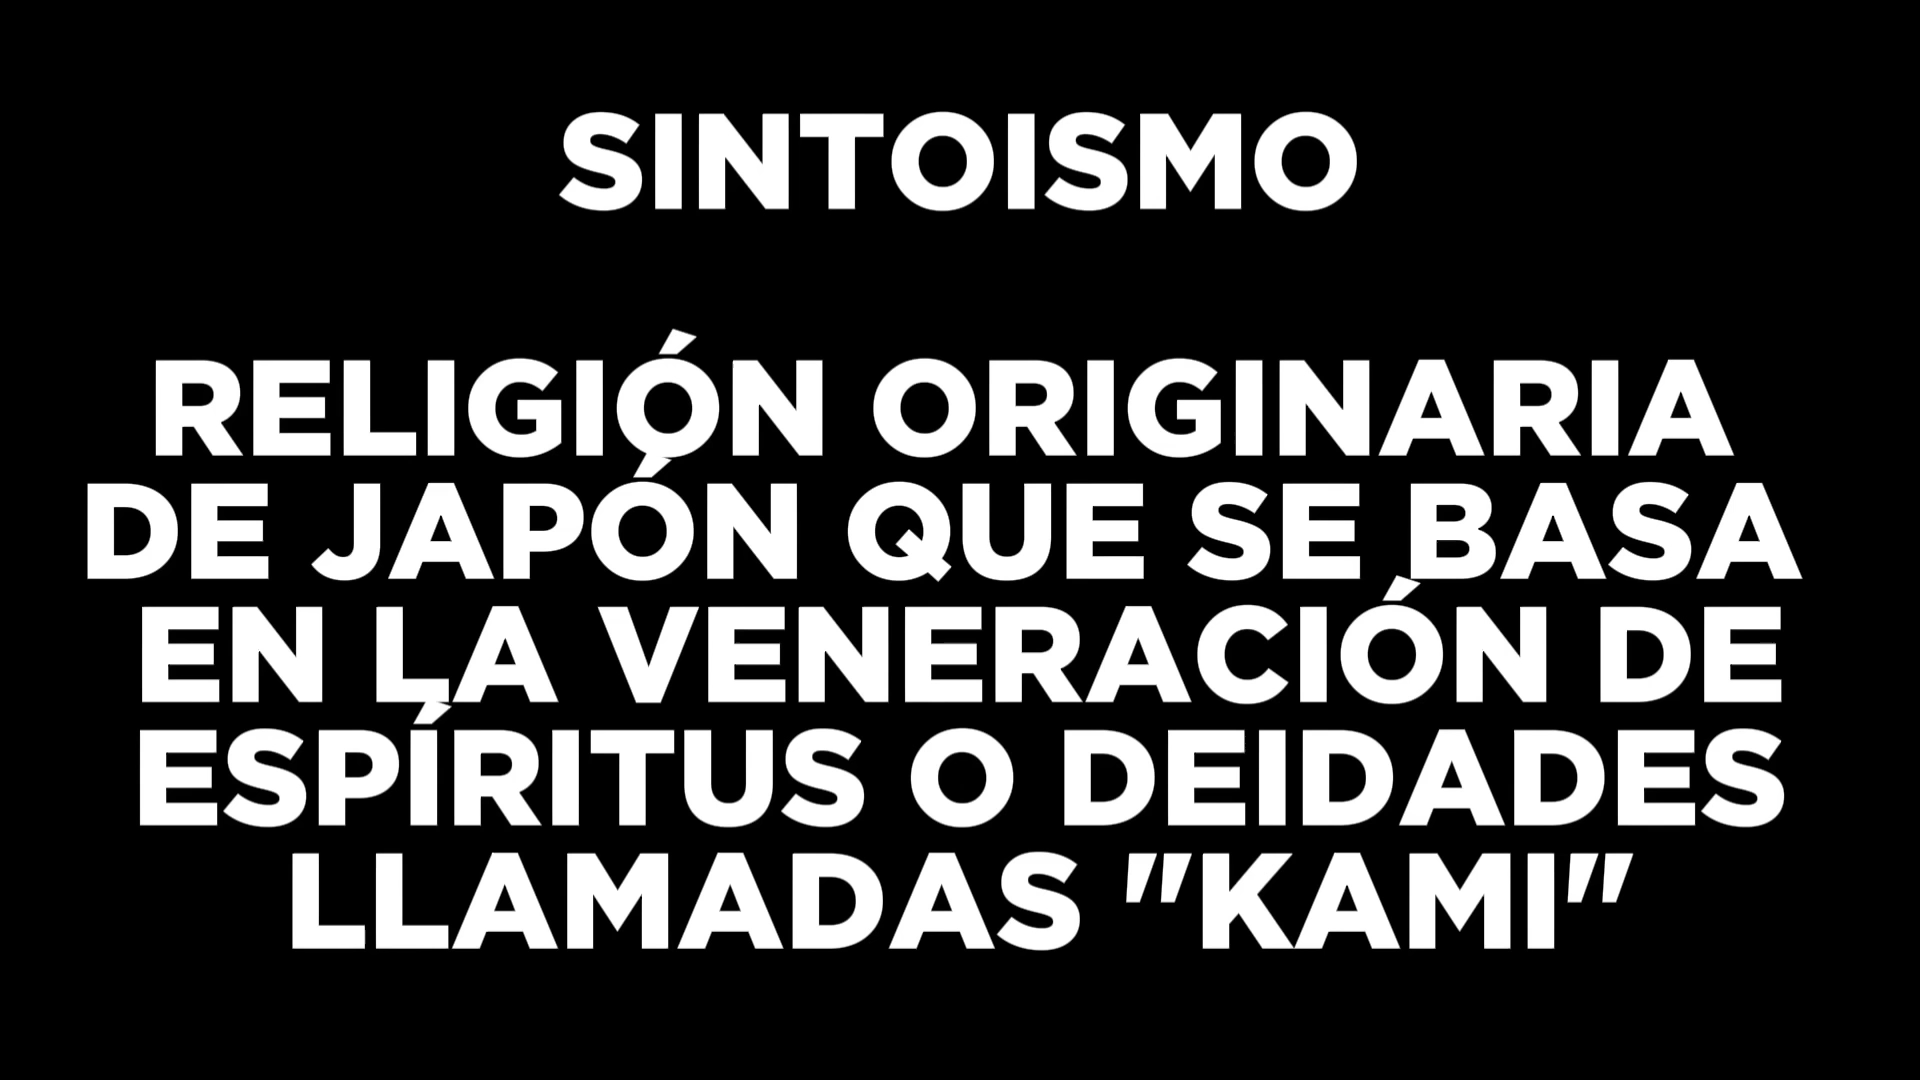 SINTOISMO
RELIGIÓN ORIGINARIA
DE JAPÓN QUE SE BASA
EN LA VENERACIÓN DE
ESPÍRITUS O DEIDADES
LLAMADAS "KAMI"